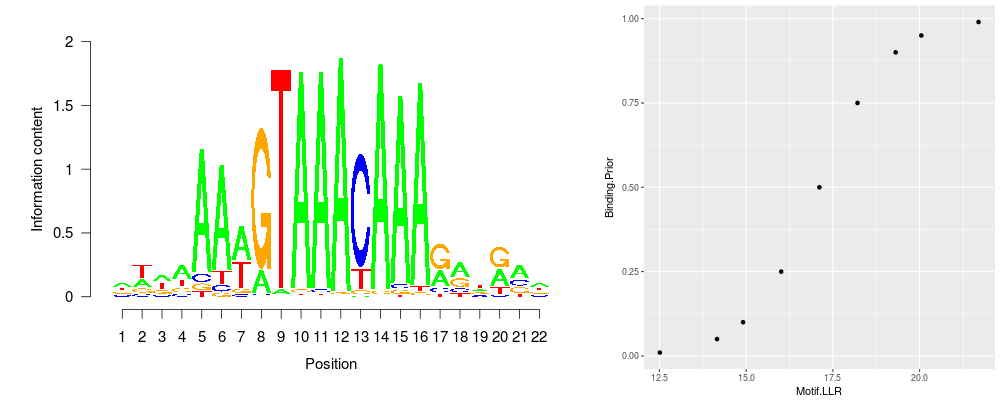 Information content
2
1.5
1
0.5
0
1 2 3 4 5 6 7 8 9 10 11 12 13 14 15 16 17 18 19 20 21 22
Position
A A A G T A A A C A A A G G
Binding.Prior
1.00
0.75
0.50
0.25
0.00
12.5 15.0 17.5 20.0
Motif.LLR